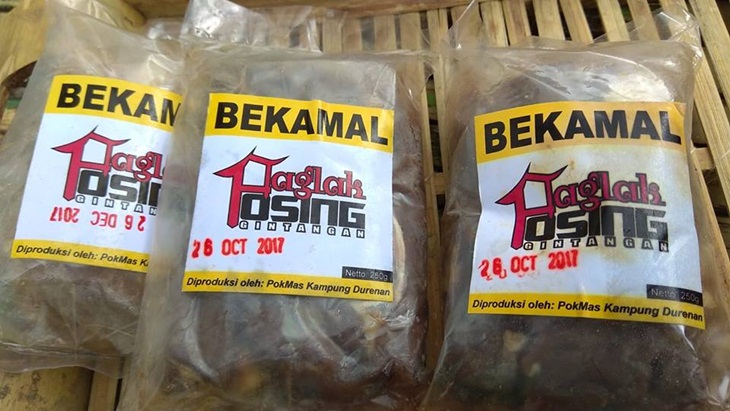 BEKAMAL
Paglak
OSING
GINTANGAN
26 DEC 2017
Diproduksi oleh: PokMas
BEKAMAL
Paglak
OSING
GINTANGAN
26 OCT 2017
Netto 250g
Diproduksi oleh: PokMas Kampung Durenan
BEKAMAL
Paglak
OSING
GINTANGAN
26 OCT 2017
Netto 250g
Diproduksi oleh: PokMas Kampung Durenan